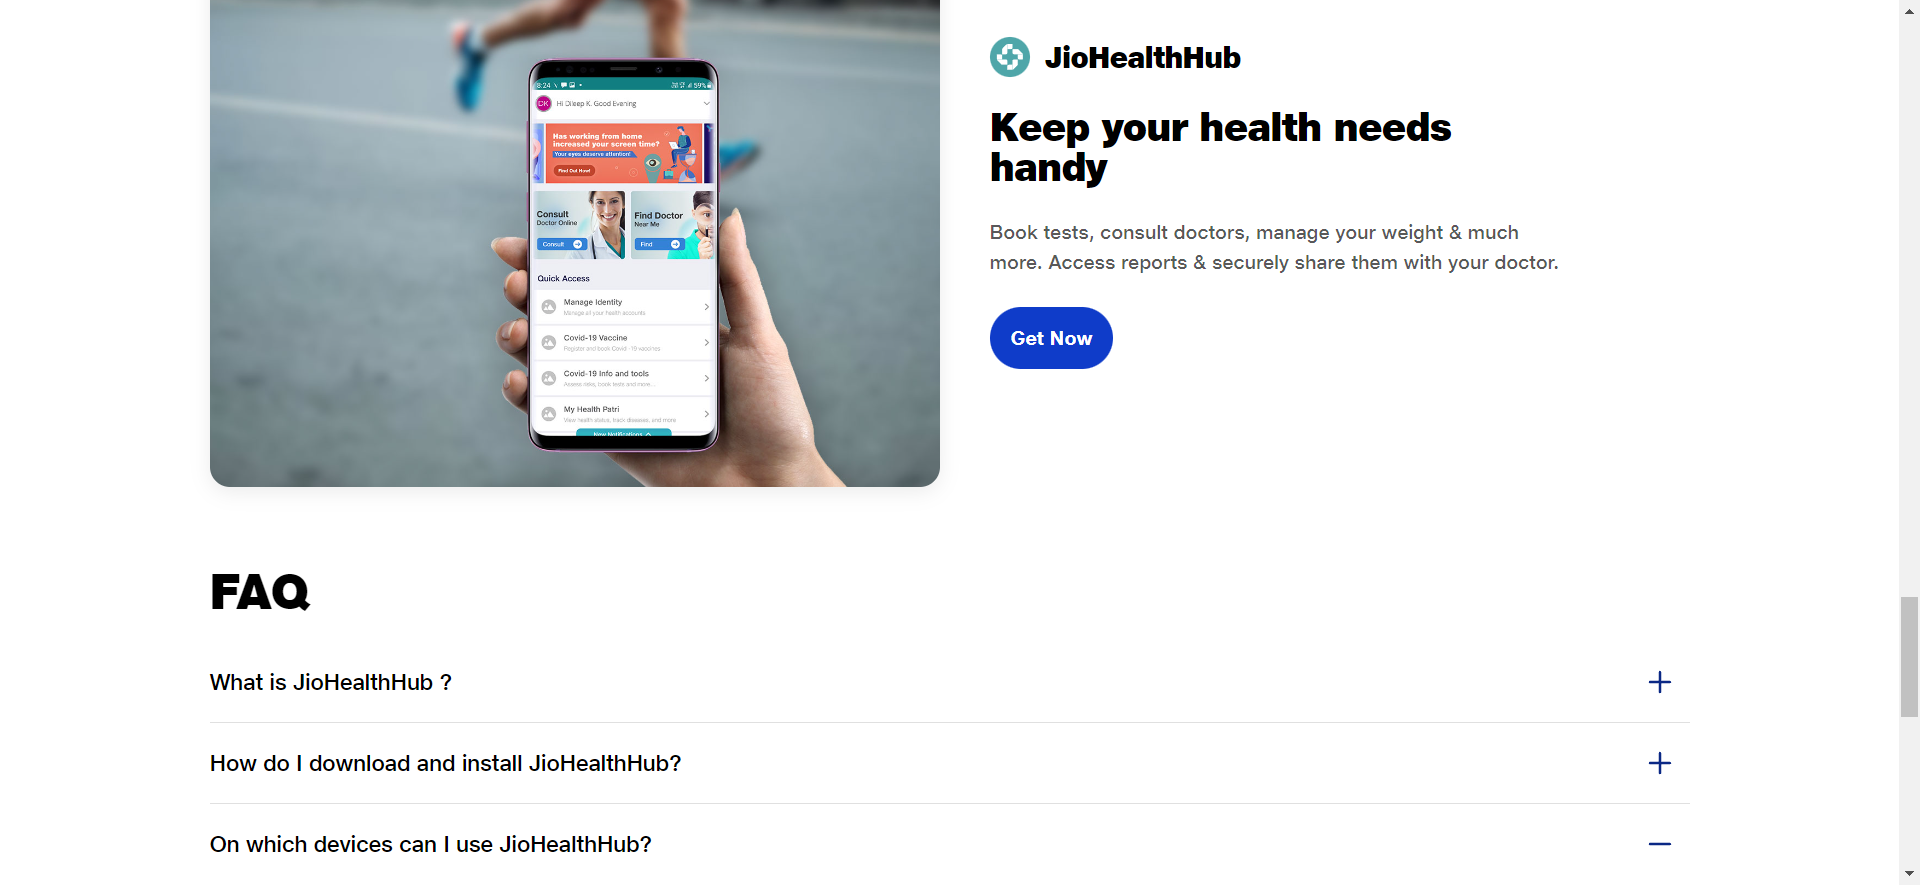 8:24
59%
DK
Hi Dileep K. Good Evening
Has working from home
increased your screen time?
Your eyes deserve attention!
Find Out Now!
Consult
Doctor Online
Consult
Find Doctor
Near Me
Find
Quick Access
Manage Identity
Manage all your health accounts
Covid-19 Vaccine
Register and book Covid -19 vaccines
Covid-19 Info and tools
Assess risks, book tests and more...
My Health Patri
View health status, track diseases, and more
New Notifications
JioHealthHub
Keep your health needs
handy
Book tests, consult doctors, manage your weight & much
more. Access reports & securely share them with your doctor.
Get Now
FAQ
What is JioHealthHub ?
How do I download and install JioHealthHub?
On which devices can I use JioHealthHub?